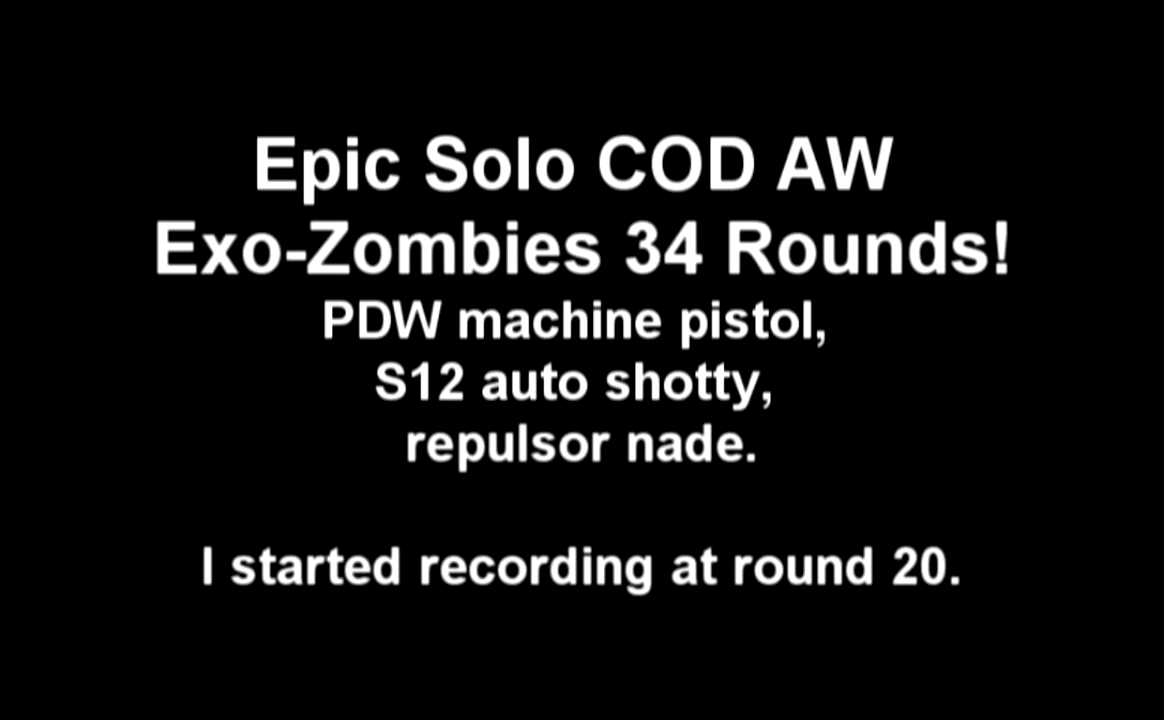 Epic Solo COD AW
Exo-Zombies 34 Rounds!
PDW machine pistol,
S12 auto shotty,
repulsor nade.
I started recording at round 20.